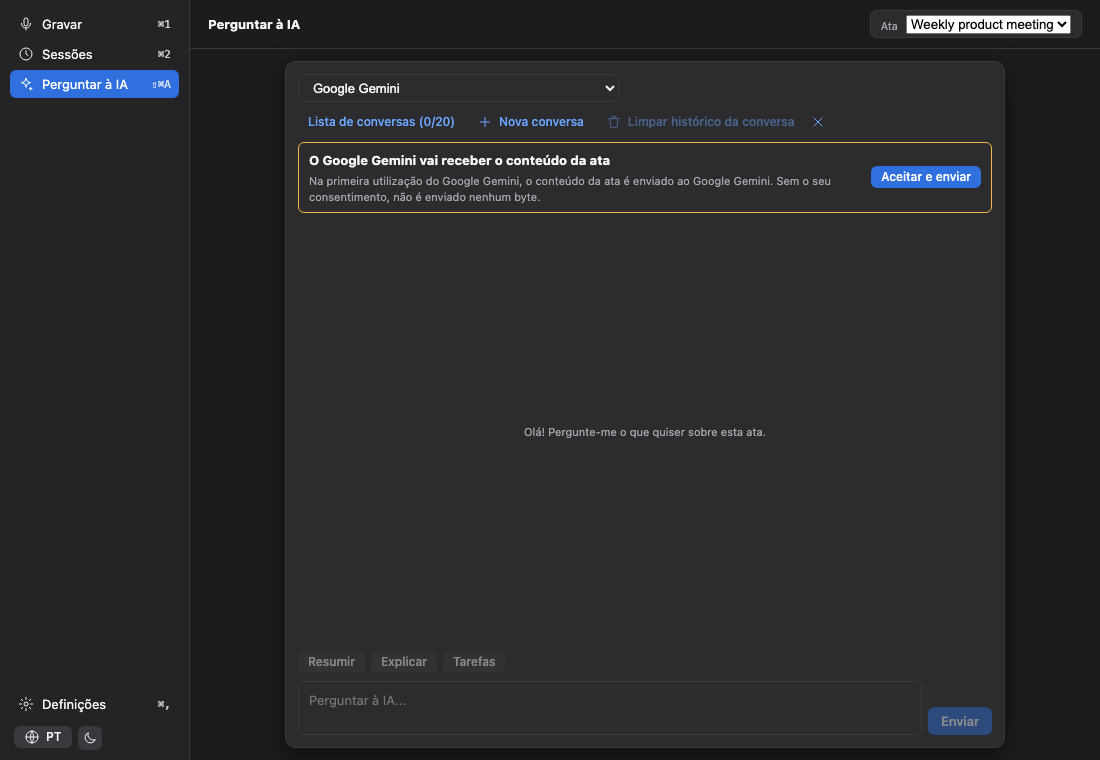 Gravar ⌘1
Sessões ⌘2
Perguntar à IA ⇧⌘A
Perguntar à IA
Ata Weekly product meeting
Google Gemini
Lista de conversas (0/20) + Nova conversa Limpar histórico da conversa
O Google Gemini vai receber o conteúdo da ata
Na primeira utilização do Google Gemini, o conteúdo da ata é enviado ao Google Gemini. Sem o seu
consentimento, não é enviado nenhum byte.
Aceitar e enviar
Olá! Pergunte-me o que quiser sobre esta ata.
Resumir Explicar Tarefas
Perguntar à IA...
Enviar
Definições ⌘,
PT